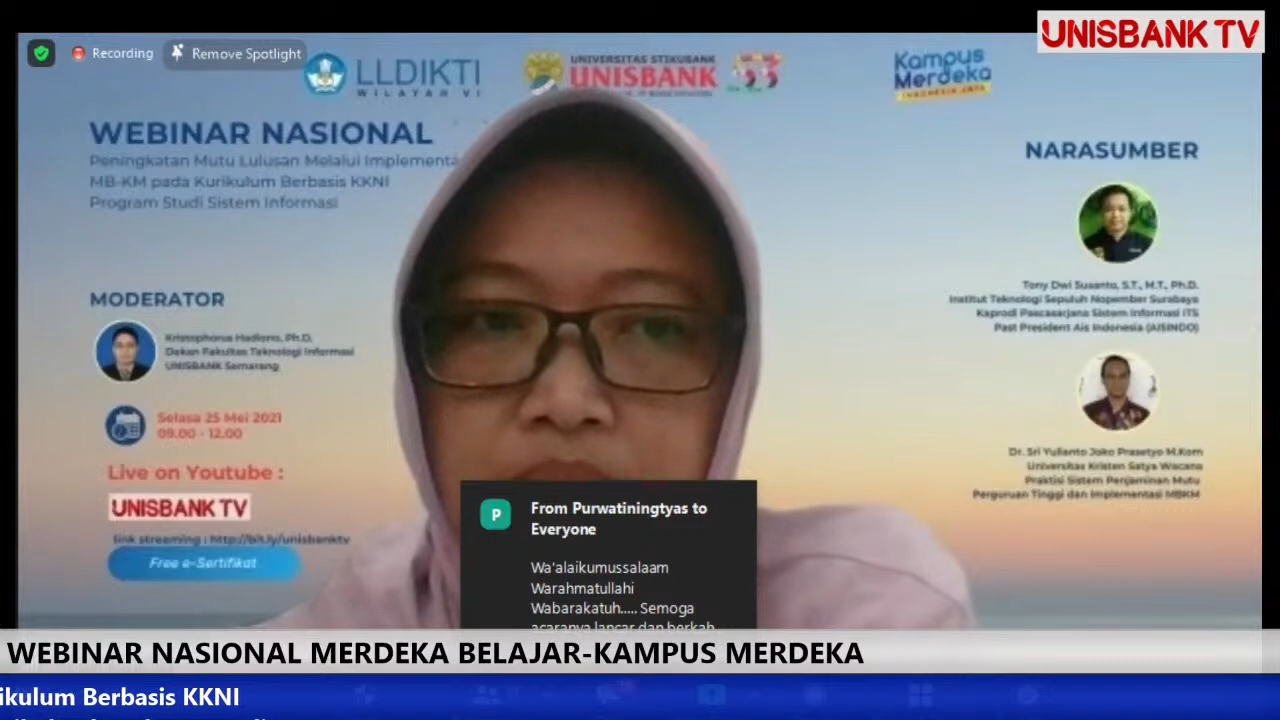 UNISBANK TV
Recording
Remove Spotlight
LLDIKTI
WILAYAH VI
UNIVERSITAS STIKUBANK
UNISBANK
Kampus
Merdeka
INDONESIA JAYA
WEBINAR NASIONAL
Peningkatan Mutu Lulusan Melalui Implementa
MB-KM pada Kurikulum Berbasis KKNI
Program Studi Sistem Informasi
MODERATOR
Kristophorus Hadiono, Ph.D.
Dekan Fakultas Teknologi Informasi
UNISBANK Semarang
Selasa 25 Mei 2021
09.00 - 12.00
Live on Youtube :
UNISBANK TV
link streaming : http://bit.ly/unisbanktv
Free e-Sertifikat
NARASUMBER
Tony Dwi Susanto, S.T., M.T., Ph.D.
Institut Teknologi Sepuluh Nopember Surabaya
Kaprodi Pascasarjana Sistem Informasi ITS
Past President Ais Indonesia (AISINDO)
Dr. Sri Yulianto Joko Prasetyo M.Kom
Universitas Kristen Satya Wacana
Praktisi Sistem Penjaminan Mutu
Perguruan Tinggi dan Implementasi MBKM
P
From Purwatiningtyas to
Everyone
Wa'alaikumussalaam
Warahmatullahi
Wabarakatuh..... Semoga
acaranya lancar dan berkah
WEBINAR NASIONAL MERDEKA BELAJAR-KAMPUS MERDEKA
ikulum Berbasis KKNI